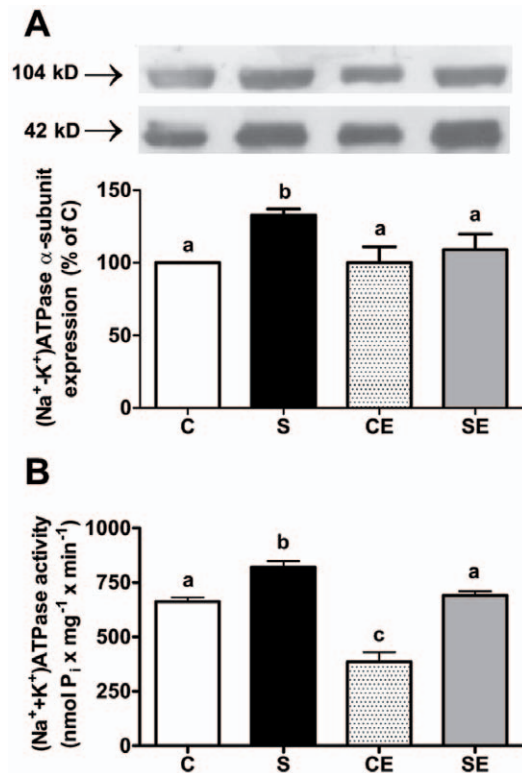 A
104 kD
42 kD
(Na⁺-K⁺)ATPase α-subunit
expression (% of C)
150
100
50
0
a
b
a
a
C
S
CE
SE
B
(Na⁺+K⁺)ATPase activity
(nmol Pᵢ x mg⁻¹ x min⁻¹)
1000
750
500
250
0
a
b
c
a
C
S
CE
SE